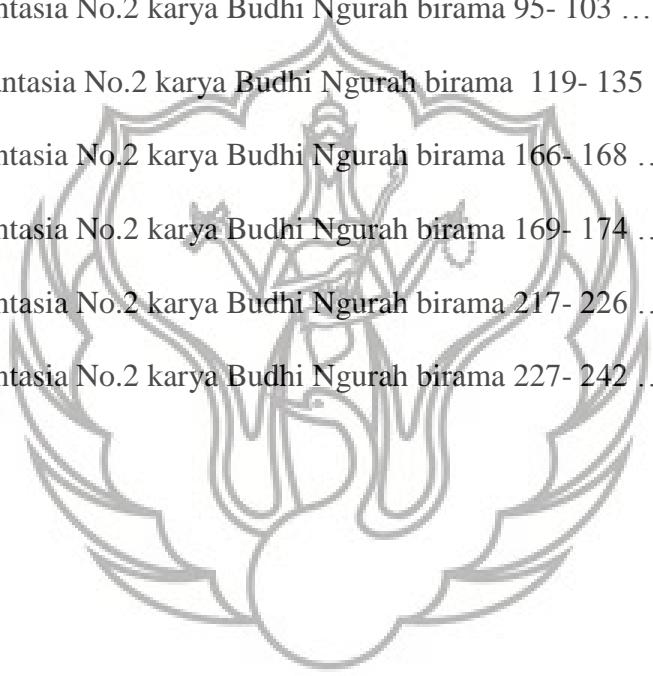 ntasia No.2 karya Budhi Ngurah birama 95- 103 …
antasia No.2 karya Budhi Ngurah birama  119- 135
ntasia No.2 karya Budhi Ngurah birama 166- 168 …
ntasia No.2 karya Budhi Ngurah birama 169- 174 …
ntasia No.2 karya Budhi Ngurah birama 217- 226 …
ntasia No.2 karya Budhi Ngurah birama 227- 242 …